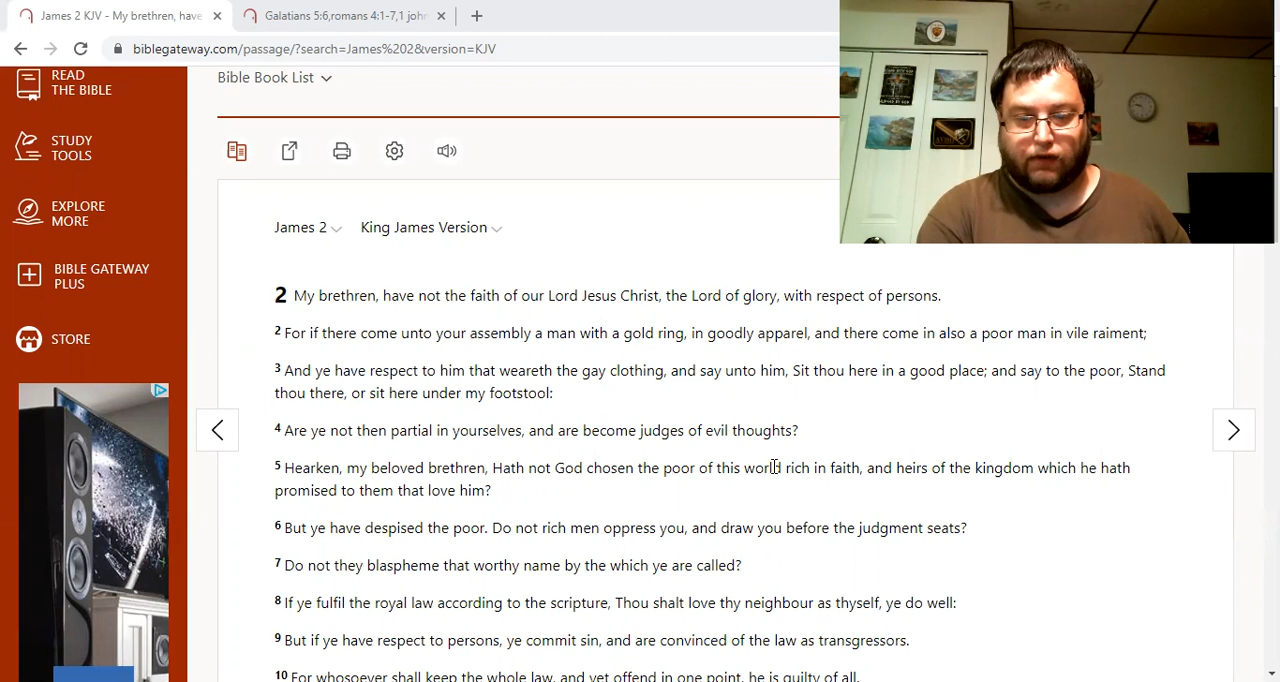 James 2 KJV - My brethren, have
Galatians 5:6,romans 4:1-7,1 john
biblegateway.com/passage/?search=James%202&version=KJV
READ
THE BIBLE
STUDY
TOOLS
EXPLORE
MORE
BIBLE GATEWAY
PLUS
STORE
Bible Book List
James 2 King James Version
2 My brethren, have not the faith of our Lord Jesus Christ, the Lord of glory, with respect of persons.
2 For if there come unto your assembly a man with a gold ring, in goodly apparel, and there come in also a poor man in vile raiment;
3 And ye have respect to him that weareth the gay clothing, and say unto him, Sit thou here in a good place; and say to the poor, Stand
thou there, or sit here under my footstool:
4 Are ye not then partial in yourselves, and are become judges of evil thoughts?
5 Hearken, my beloved brethren, Hath not God chosen the poor of this world rich in faith, and heirs of the kingdom which he hath
promised to them that love him?
6 But ye have despised the poor. Do not rich men oppress you, and draw you before the judgment seats?
7 Do not they blaspheme that worthy name by the which ye are called?
8 If ye fulfil the royal law according to the scripture, Thou shalt love thy neighbour as thyself, ye do well:
9 But if ye have respect to persons, ye commit sin, and are convinced of the law as transgressors.
10 For whosoever shall keep the whole law, and yet offend in one point, he is guilty of all.